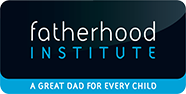 fatherhood
INSTITUTE
A GREAT DAD FOR EVERY CHILD